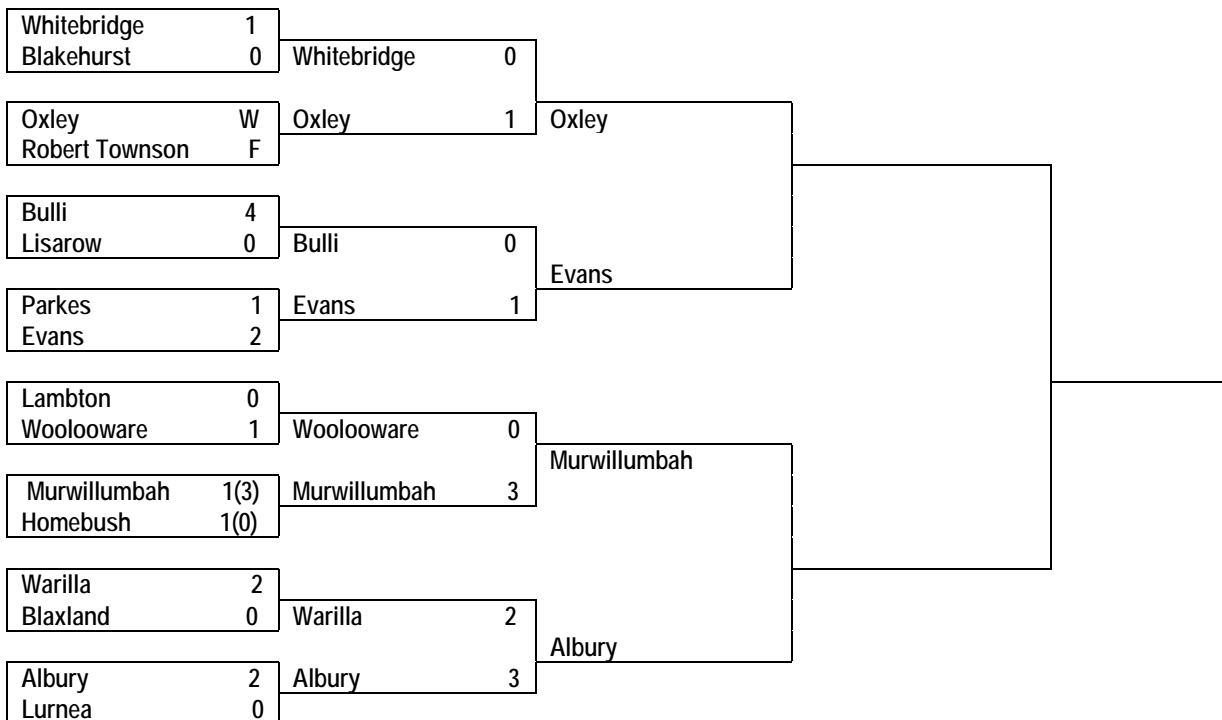 Whitebridge 1
Blakehurst 0
Whitebridge 0
Oxley W
Oxley 1
Oxley
Robert Townson F
Bulli 4
Lisarow 0
Bulli 0
Evans
Parkes 1
Evans 1
Evans 2
Lambton 0
Woolooware 1
Woolooware 0
Murwillumbah
Murwillumbah 1(3)
Murwillumbah 3
Homebush 1(0)
Warilla 2
Blaxland 0
Warilla 2
Albury
Albury 2
Albury 3
Lurnea 0